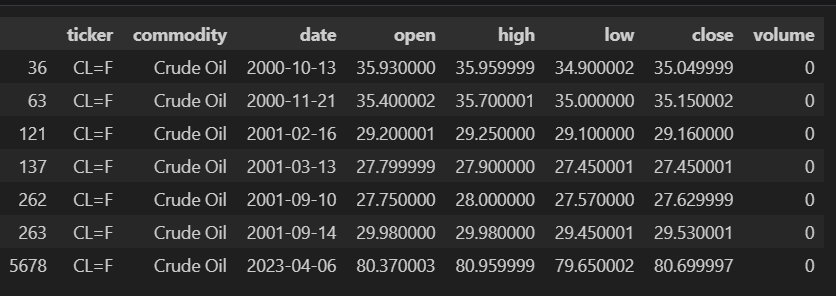 ticker commodity date open high low close volume
36 CL=F Crude Oil 2000-10-13 35.930000 35.959999 34.900002 35.049999 0
63 CL=F Crude Oil 2000-11-21 35.400002 35.700001 35.000000 35.150002 0
121 CL=F Crude Oil 2001-02-16 29.200001 29.250000 29.100000 29.160000 0
137 CL=F Crude Oil 2001-03-13 27.799999 27.900000 27.450001 27.450001 0
262 CL=F Crude Oil 2001-09-10 27.750000 28.000000 27.570000 27.629999 0
263 CL=F Crude Oil 2001-09-14 29.980000 29.980000 29.450001 29.530001 0
5678 CL=F Crude Oil 2023-04-06 80.370003 80.959999 79.650002 80.699997 0